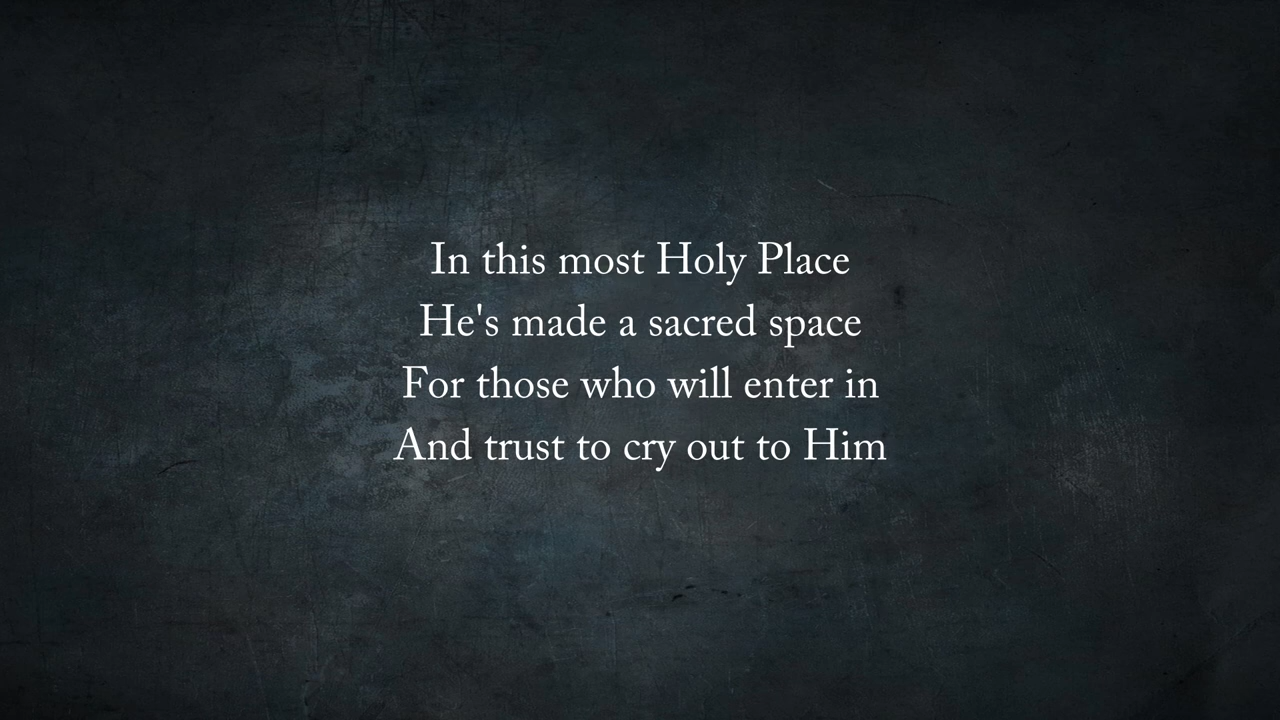 In this most Holy Place
He's made a sacred space
For those who will enter in
And trust to cry out to Him